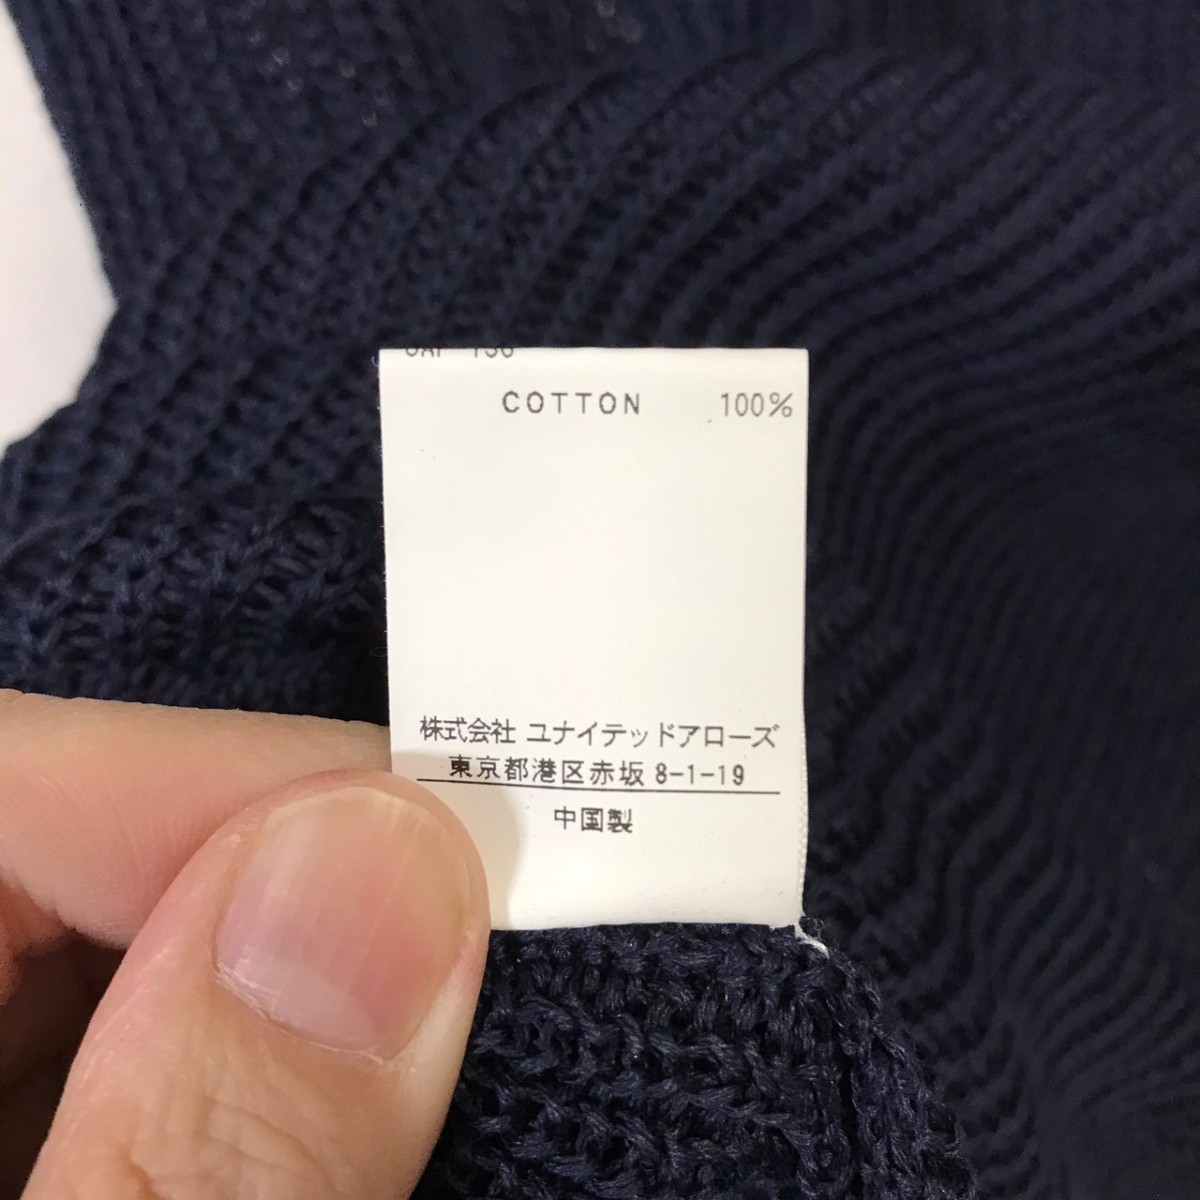 COTTON 100%
株式会社 ユナイテッドアローズ
東京都港区赤坂 8-1-19
中国製